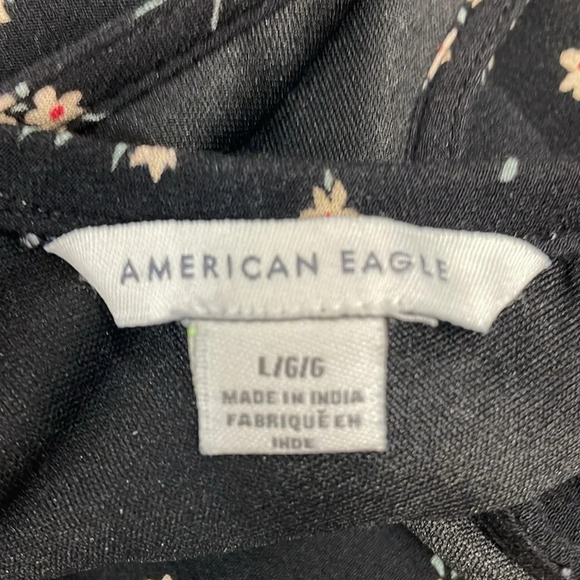 AMERICAN EAGLE
L/G/G
MADE IN INDIA
FABRIQUÉ EN
INDE